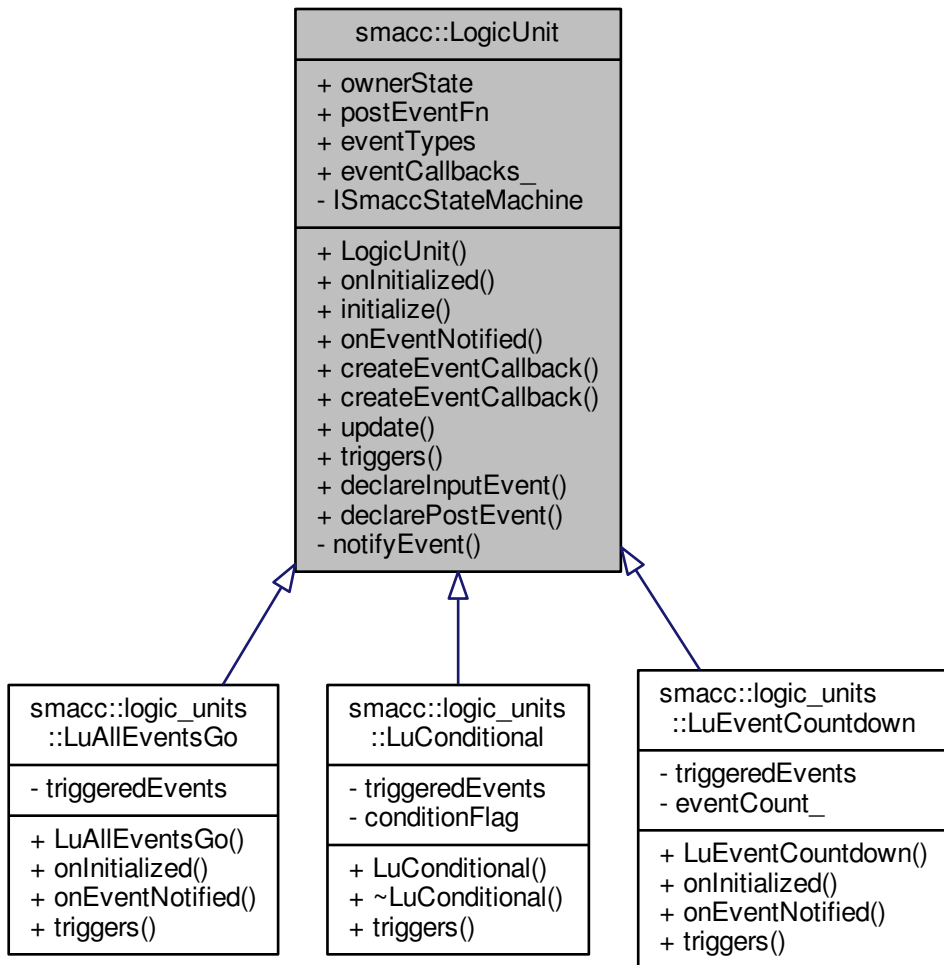 smacc::LogicUnit
+ ownerState
+ postEventFn
+ eventTypes
+ eventCallbacks_
- ISmaccStateMachine
+ LogicUnit()
+ onInitialized()
+ initialize()
+ onEventNotified()
+ createEventCallback()
+ createEventCallback()
+ update()
+ triggers()
+ declareInputEvent()
+ declarePostEvent()
- notifyEvent()
smacc::logic_units
::LuAllEventsGo
- triggeredEvents
+ LuAllEventsGo()
+ onInitialized()
+ onEventNotified()
+ triggers()
smacc::logic_units
::LuConditional
- triggeredEvents
- conditionFlag
+ LuConditional()
+ ~LuConditional()
+ triggers()
smacc::logic_units
::LuEventCountdown
- triggeredEvents
- eventCount_
+ LuEventCountdown()
+ onInitialized()
+ onEventNotified()
+ triggers()